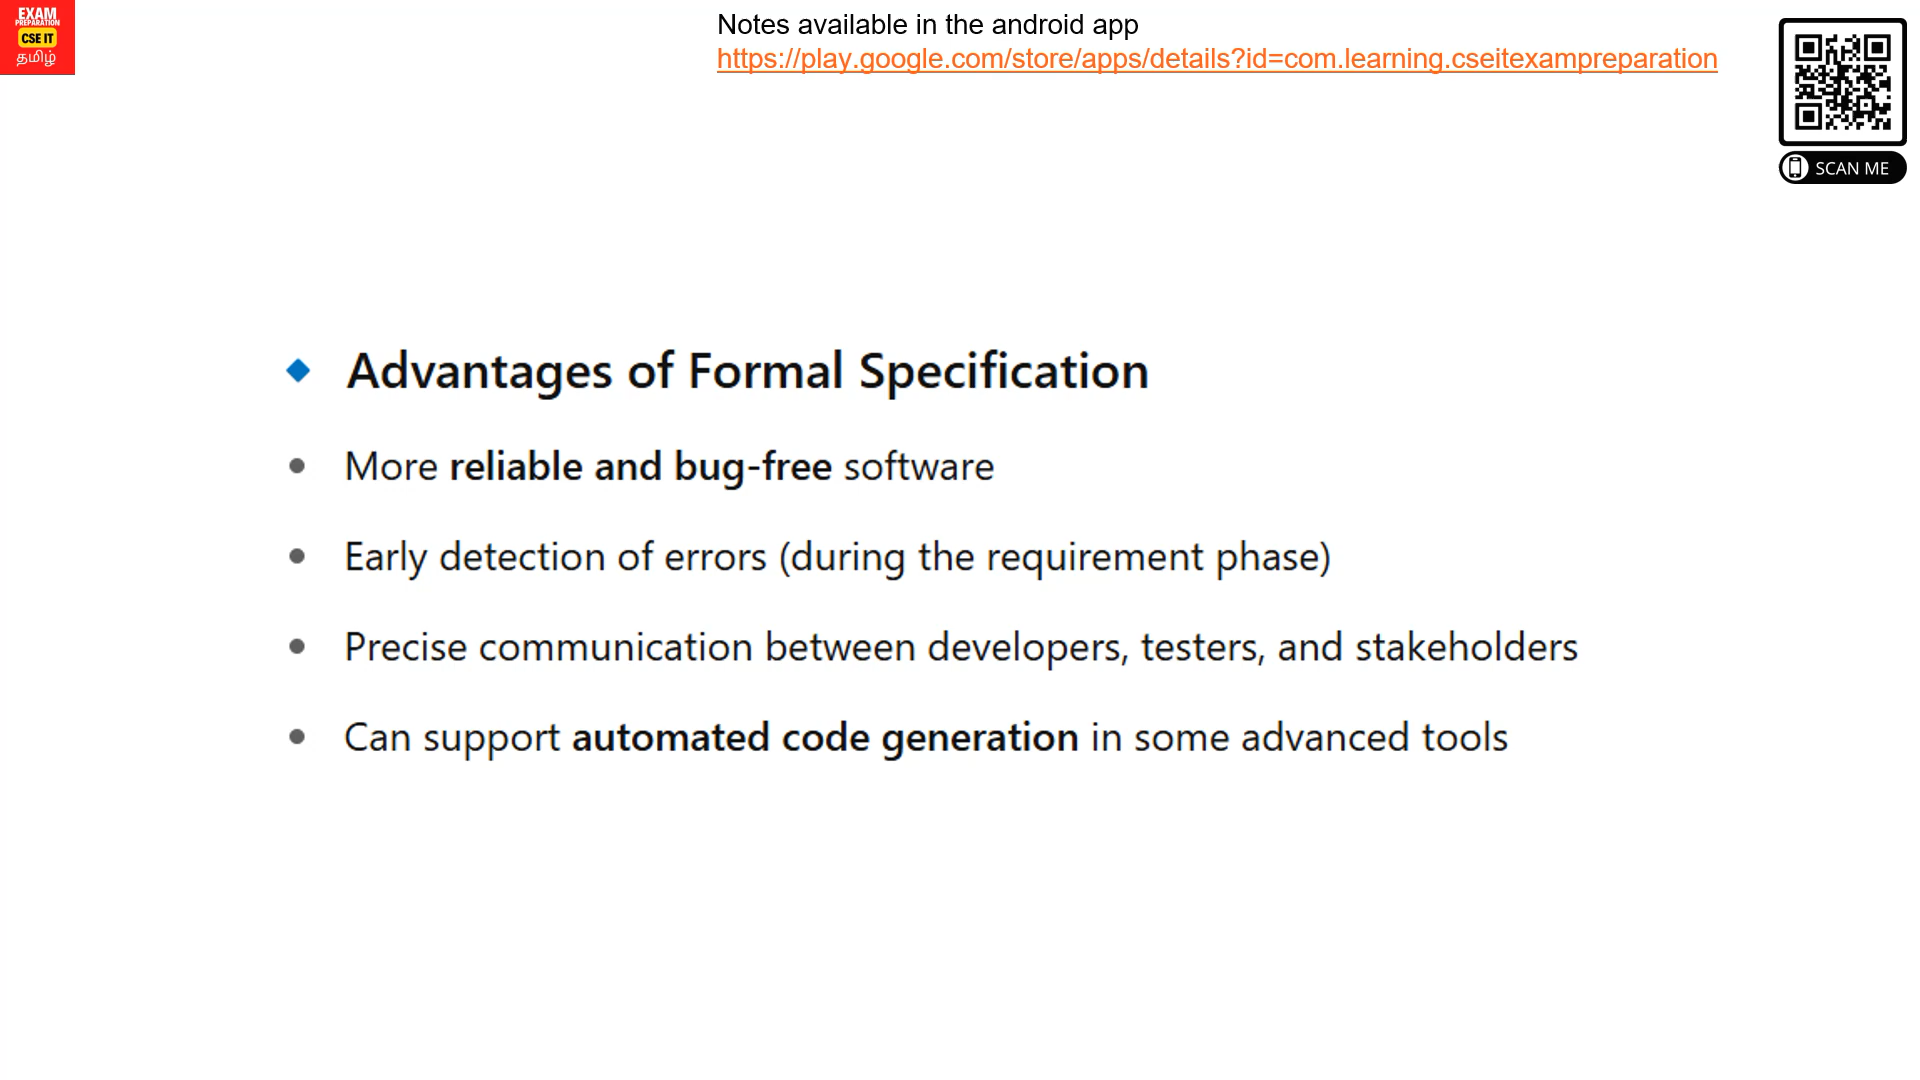 EXAM
PREPARATION
CSE IT
தமிழ்
Notes available in the android app
https://play.google.com/store/apps/details?id=com.learning.cseitexampreparation
SCAN ME
Advantages of Formal Specification
More reliable and bug-free software
Early detection of errors (during the requirement phase)
Precise communication between developers, testers, and stakeholders
Can support automated code generation in some advanced tools